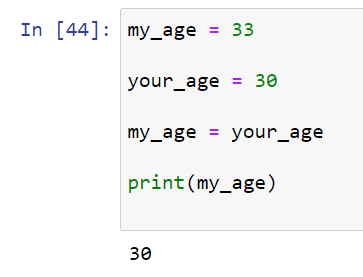 In [44]: my_age = 33
your_age = 30
my_age = your_age
print(my_age)
30